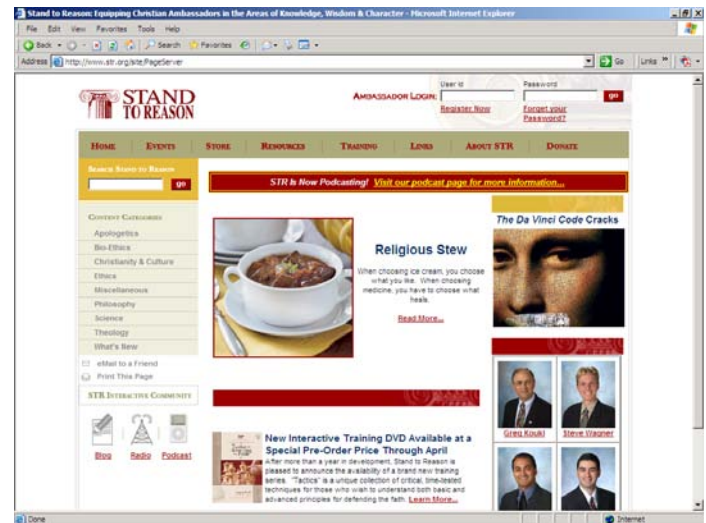 Stand to Reason: Equipping Christian Ambassadors in the Areas of Knowledge, Wisdom & Character - Microsoft Internet Explorer
File Edit View Favorites Tools Help
Back Search Favorites
Address http://www.str.org/site/PageServer Go Links
STAND
TO REASON
AMBASSADOR LOGIN:
User id Password
go
Register Now Forget your
Password?
HOME EVENTS STORE RESOURCES TRAINING LINKS ABOUT STR DONATE
SEARCH STAND TO REASON
go
STR Is Now Podcasting! Visit our podcast page for more information...
CONTENT CATEGORIES
Apologetics
Bio-Ethics
Christianity & Culture
Ethics
Miscellaneous
Philosophy
Science
Theology
What's New
eMail to a Friend
Print This Page
STR INTERACTIVE COMMUNITY
Blog Radio Podcast
Religious Stew
When choosing ice cream, you choose
what you like. When choosing
medicine, you have to choose what
heals.
Read More...
The Da Vinci Code Cracks
Greg Koukl Steve Wagner
New Interactive Training DVD Available at a
Special Pre-Order Price Through April
After more than a year in development, Stand to Reason is
pleased to announce the availability of a brand new training
series. "Tactics" is a unique collection of critical, time-tested
techniques for those who wish to understand both basic and
advanced principles for defending the faith. Learn More...
Done Internet